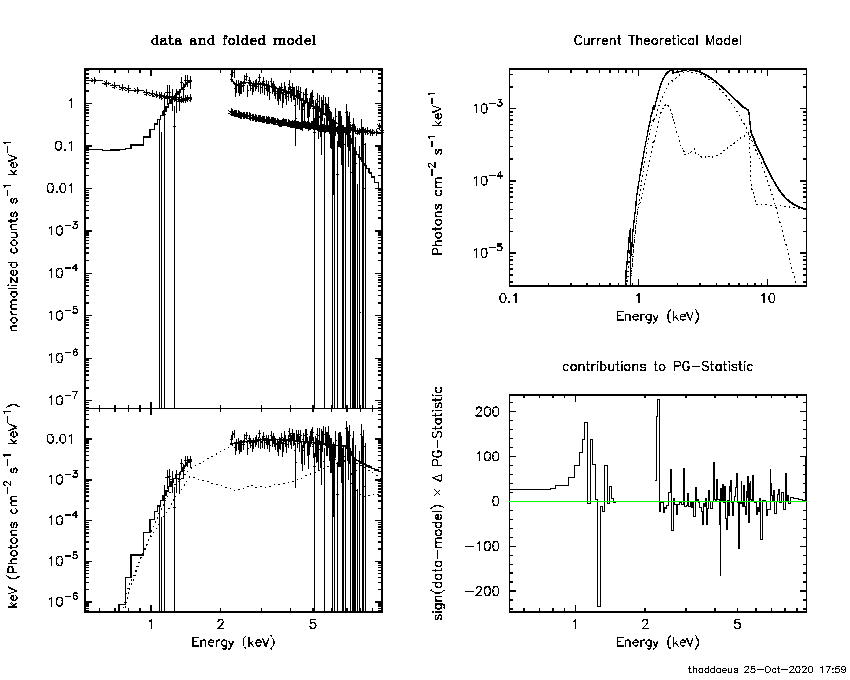 data and folded model
normalized counts s⁻¹ keV⁻¹
1
0.1
0.01
10⁻³
10⁻⁴
10⁻⁵
10⁻⁶
10⁻⁷
keV (Photons cm⁻² s⁻¹ keV⁻¹)
0.01
10⁻³
10⁻⁴
10⁻⁵
10⁻⁶
1 2 5
Energy (keV)
Current Theoretical Model
Photons cm⁻² s⁻¹ keV⁻¹
10⁻³
10⁻⁴
10⁻⁵
0.1 1 10
Energy (keV)
contributions to PG-Statistic
sign(data-model) × Δ PG-Statistic
200
100
0
-100
-200
1 2 5
Energy (keV)
thaddaeus 25-Oct-2020 17:59